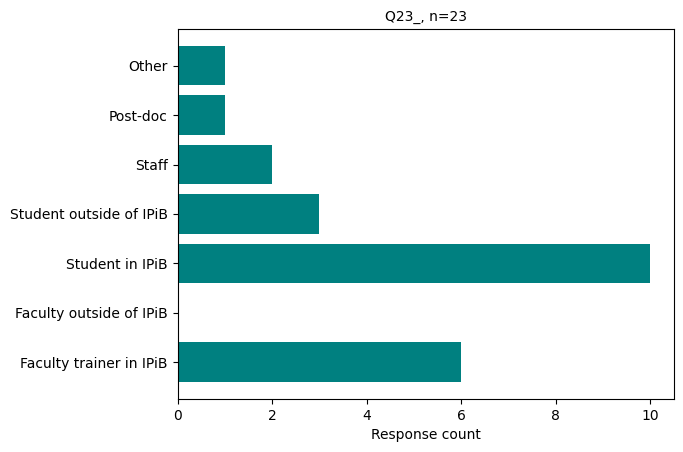 Q23_, n=23
Other
Post-doc
Staff
Student outside of IPiB
Student in IPiB
Faculty outside of IPiB
Faculty trainer in IPiB
0 2 4 6 8 10
Response count